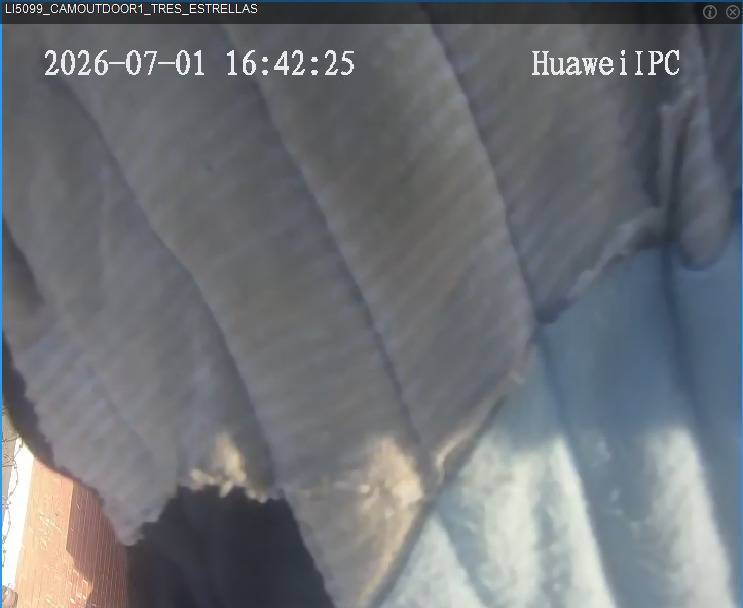 LI5099_CAMOUTDOOR1_TRES_ESTRELLAS
2026-07-01 16:42:25
HuaweiIPC